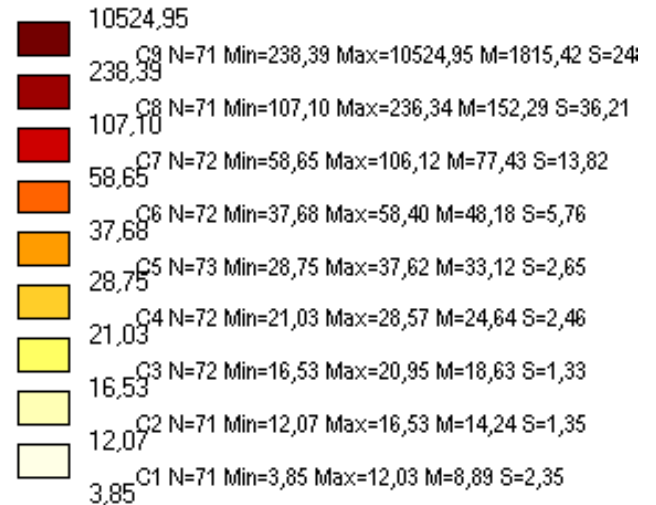 10524,95
C9 N=71 Min=238,39 Max=10524,95 M=1815,42
238,39
C8 N=71 Min=107,10 Max=236,34 M=152,29 S=36,21
107,10
C7 N=72 Min=58,65 Max=106,12 M=77,43 S=13,82
58,65
C6 N=72 Min=37,68 Max=58,40 M=48,18 S=5,76
37,68
C5 N=73 Min=28,75 Max=37,62 M=33,12 S=2,65
28,75
C4 N=72 Min=21,03 Max=28,57 M=24,64 S=2,46
21,03
C3 N=72 Min=16,53 Max=20,95 M=18,63 S=1,33
16,53
C2 N=71 Min=12,07 Max=16,53 M=14,24 S=1,35
12,07
C1 N=71 Min=3,85 Max=12,03 M=8,89 S=2,35
3,85